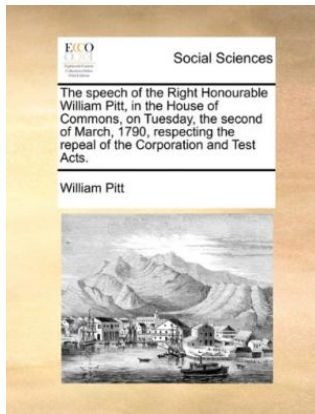 ECCO
Social Sciences
The speech of the Right Honourable
William Pitt, in the House of
Commons, on Tuesday, the second
of March, 1790, respecting the
repeal of the Corporation and Test
Acts.
William Pitt